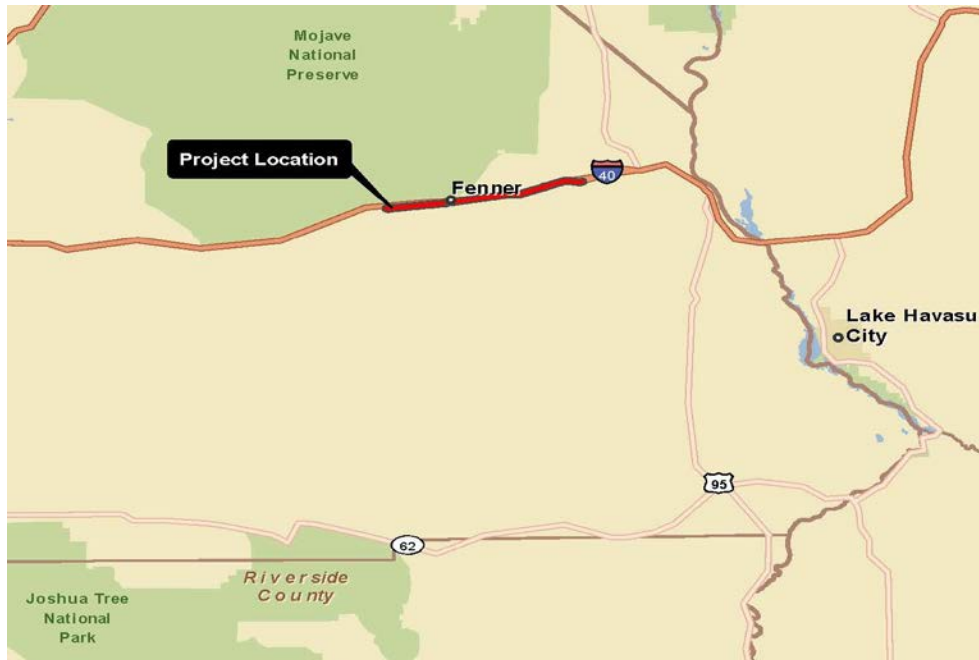 Mojave
National
Preserve
Project Location
Fenner
40
Lake Havasu
City
95
62
Riverside
County
Joshua Tree
National
Park